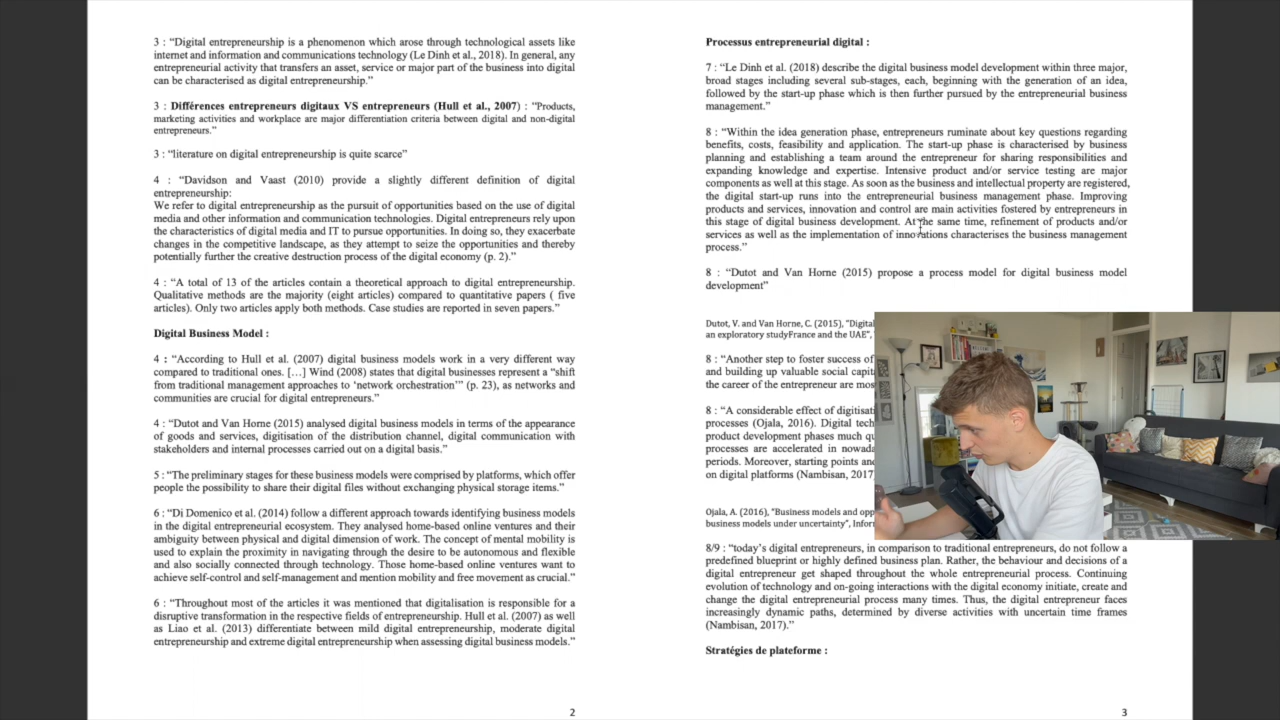 3 : “Digital entrepreneurship is a phenomenon which arose through technological assets like
internet and information and communications technology (Le Dinh et al., 2018). In general, any
entrepreneurial activity that transfers an asset, service or major part of the business into digital
can be characterised as digital entrepreneurship.”
3 : Différences entrepreneurs digitaux VS entrepreneurs (Hull et al., 2007) : “Products,
marketing activities and workplace are major differentiation criteria between digital and non-digital
entrepreneurs.”
3 : “literature on digital entrepreneurship is quite scarce”
4 : “Davidson and Vaast (2010) provide a slightly different definition of digital
entrepreneurship:
We refer to digital entrepreneurship as the pursuit of opportunities based on the use of digital
media and other information and communication technologies. Digital entrepreneurs rely upon
the characteristics of digital media and IT to pursue opportunities. In doing so, they exacerbate
changes in the competitive landscape, as they attempt to seize the opportunities and thereby
potentially further the creative destruction process of the digital economy (p. 2).”
4 : “A total of 13 of the articles contain a theoretical approach to digital entrepreneurship.
Qualitative methods are the majority (eight articles) compared to quantitative papers ( five
articles). Only two articles apply both methods. Case studies are reported in seven papers.”
Digital Business Model :
4 : “According to Hull et al. (2007) digital business models work in a very different way
compared to traditional ones. […] Wind (2008) states that digital businesses represent a “shift
from traditional management approaches to ‘network orchestration’” (p. 23), as networks and
communities are crucial for digital entrepreneurs.”
4 : “Dutot and Van Horne (2015) analysed digital business models in terms of the appearance
of goods and services, digitisation of the distribution channel, digital communication with
stakeholders and internal processes carried out on a digital basis.”
5 : “The preliminary stages for these business models were comprised by platforms, which offer
people the possibility to share their digital files without exchanging physical storage items.”
6 : “Di Domenico et al. (2014) follow a different approach towards identifying business models
in the digital entrepreneurial ecosystem. They analysed home-based online ventures and their
ambiguity between physical and digital dimension of work. The concept of mental mobility is
used to explain the proximity in navigating through the desire to be autonomous and flexible
and also socially connected through technology. Those home-based online ventures want to
achieve self-control and self-management and mention mobility and free movement as crucial.”
6 : “Throughout most of the articles it was mentioned that digitalisation is responsible for a
disruptive transformation in the respective fields of entrepreneurship. Hull et al. (2007) as well
as Liao et al. (2013) differentiate between mild digital entrepreneurship, moderate digital
entrepreneurship and extreme digital entrepreneurship when assessing digital business models.”
2
Processus entrepreneurial digital :
7 : “Le Dinh et al. (2018) describe the digital business model development within three major,
broad stages including several sub-stages, each, beginning with the generation of an idea,
followed by the start-up phase which is then further pursued by the entrepreneurial business
management.”
8 : “Within the idea generation phase, entrepreneurs ruminate about key questions regarding
benefits, costs, feasibility and application. The start-up phase is characterised by business
planning and establishing a team around the entrepreneur for sharing responsibilities and
expanding knowledge and expertise. Intensive product and/or service testing are major
components as well at this stage. As soon as the business and intellectual property are registered,
the digital start-up runs into the entrepreneurial business management phase. Improving
products and services, innovation and control are main activities fostered by entrepreneurs in
this stage of digital business development. At the same time, refinement of products and/or
services as well as the implementation of innovations characterises the business management
process.”
8 : “Dutot and Van Horne (2015) propose a process model for digital business model
development”
Dutot, V. and Van Horne, C. (2015), “Digital
an exploratory studyFrance and the UAE”,
8 : “Another step to foster success of
and building up valuable social capit
the career of the entrepreneur are mos
8 : “A considerable effect of digitisat
processes (Ojala, 2016). Digital tech
product development phases much qu
processes are accelerated in nowada
periods. Moreover, starting points and
on digital platforms (Nambisan, 2017
Ojala, A. (2016), “Business models and opp
business models under uncertainty”, Infor
8/9 : “today’s digital entrepreneurs, in comparison to traditional entrepreneurs, do not follow a
predefined blueprint or highly defined business plan. Rather, the behaviour and decisions of a
digital entrepreneur get shaped throughout the whole entrepreneurial process. Continuing
evolution of technology and on-going interactions with the digital economy initiate, create and
change the digital entrepreneurial process many times. Thus, the digital entrepreneur faces
increasingly dynamic paths, determined by diverse activities with uncertain time frames
(Nambisan, 2017).”
Stratégies de plateforme :
3